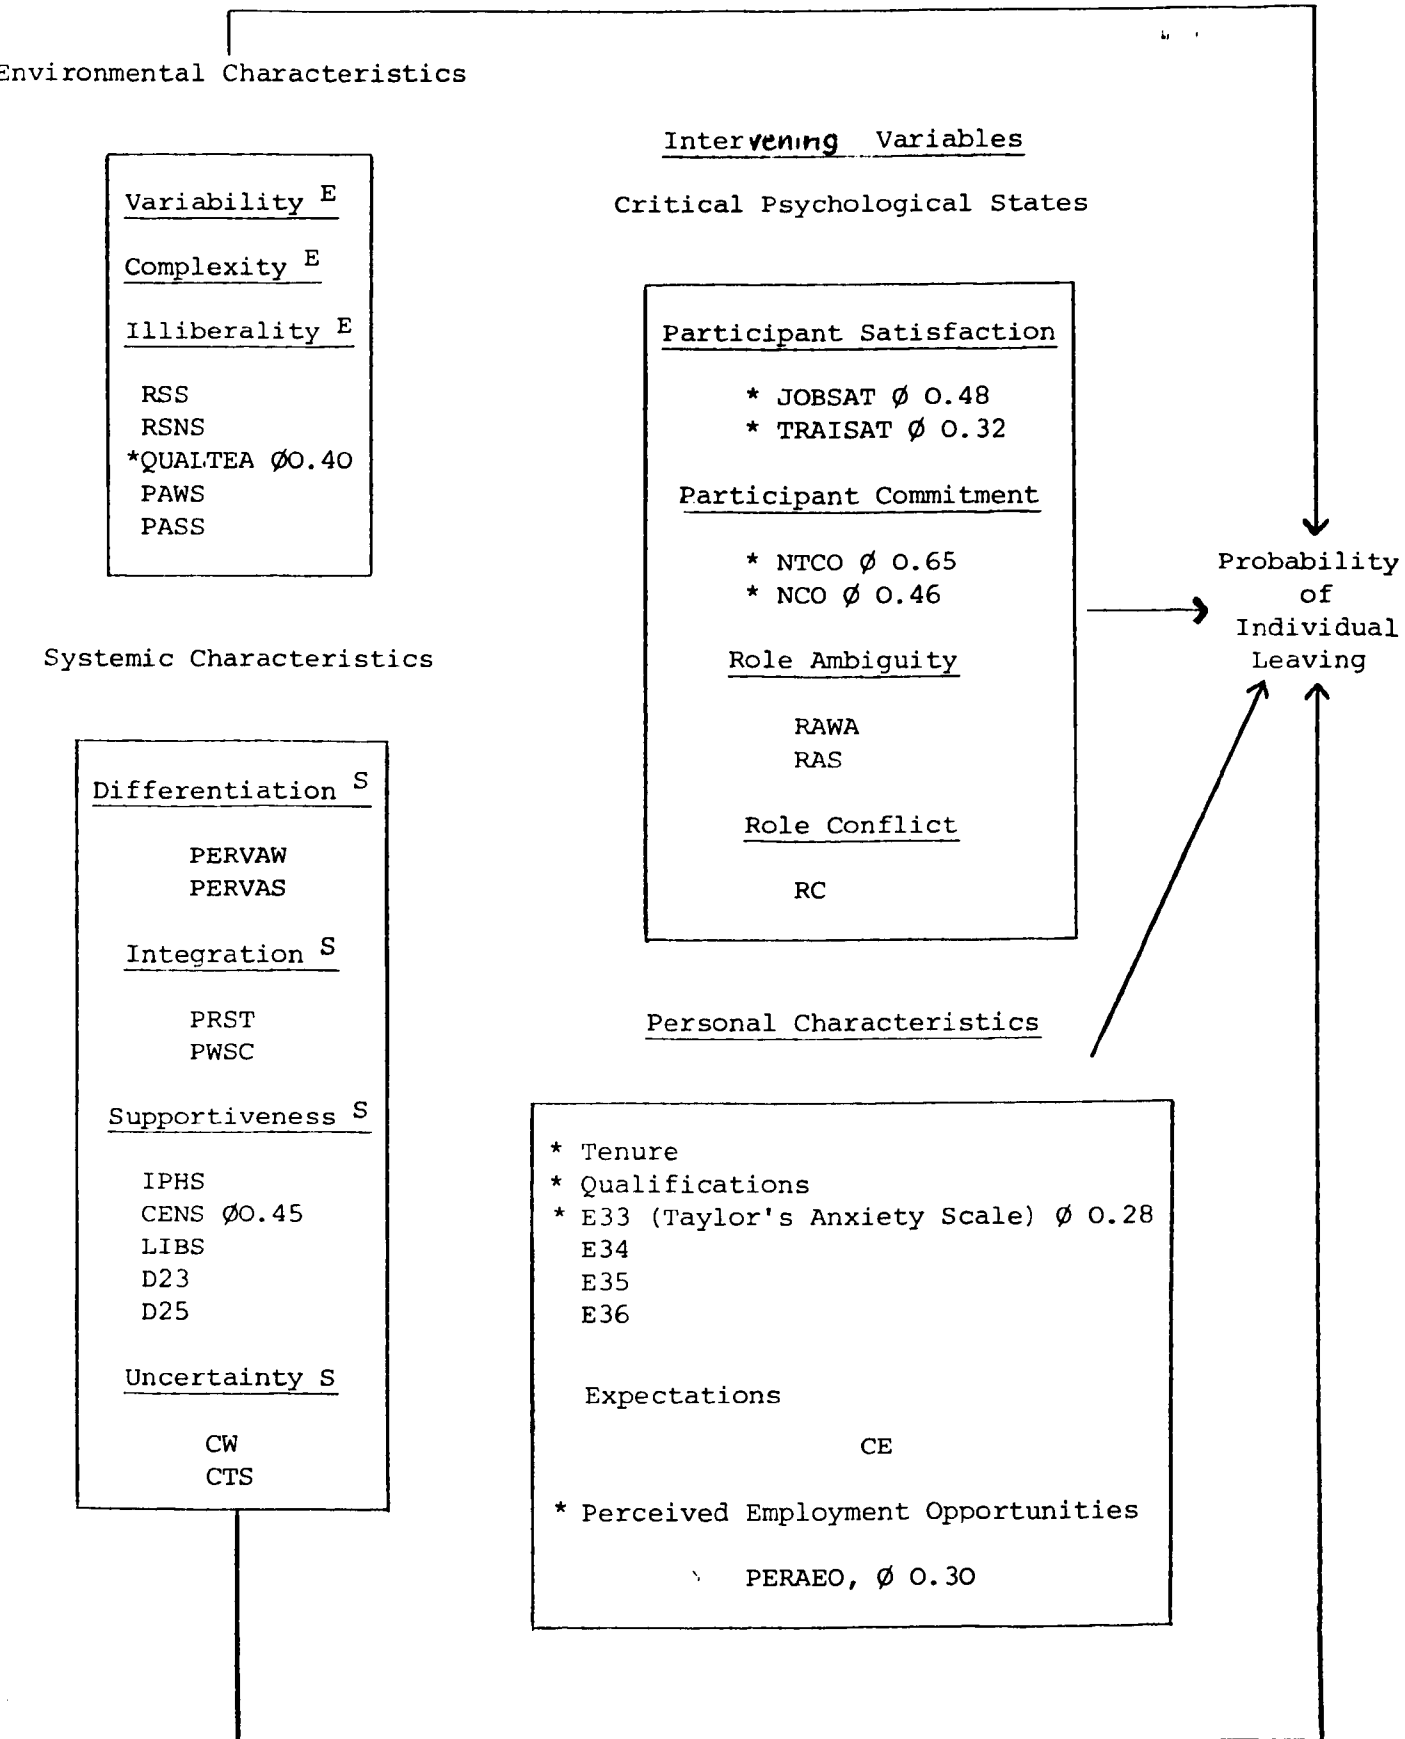 Environmental Characteristics
Variability E
Complexity E
Illiberality E
RSS
RSNS
*QUALTEA Ø0.40
PAWS
PASS
Systemic Characteristics
Differentiation S
PERVAW
PERVAS
Integration S
PRST
PWSC
Supportiveness S
IPHS
CENS Ø0.45
LIBS
D23
D25
Uncertainty S
CW
CTS
Intervening Variables
Critical Psychological States
Participant Satisfaction
* JOBSAT Ø 0.48
* TRAISAT Ø 0.32
Participant Commitment
* NTCO Ø 0.65
* NCO Ø 0.46
Role Ambiguity
RAWA
RAS
Role Conflict
RC
Personal Characteristics
* Tenure
* Qualifications
* E33 (Taylor's Anxiety Scale) Ø 0.28
E34
E35
E36
Expectations
CE
* Perceived Employment Opportunities
PERAEO, Ø 0.30
Probability
of
Individual
Leaving